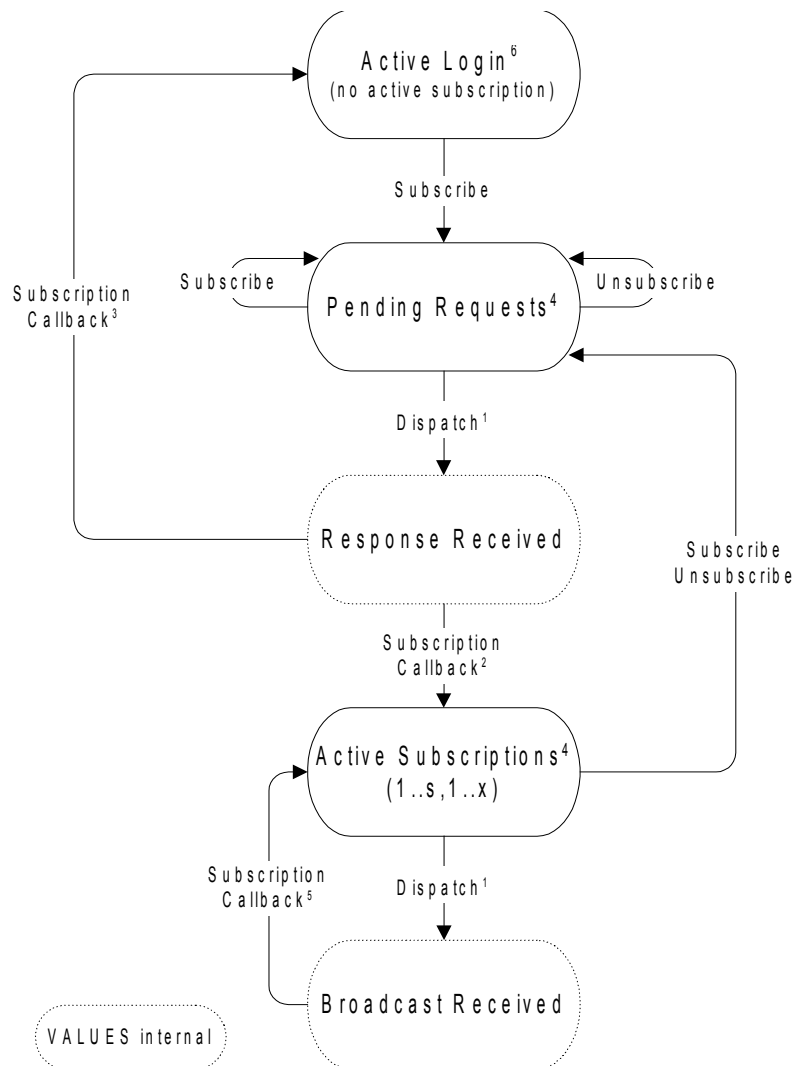 Active Login⁶
(no active subscription)
Subscribe
Subscribe
Unsubscribe
Subscription
Callback³
Pending Requests⁴
Dispatch¹
Response Received
Subscribe
Unsubscribe
Subscription
Callback²
Active Subscriptions⁴
(1..s,1..x)
Subscription
Callback⁵
Dispatch¹
Broadcast Received
VALUES internal